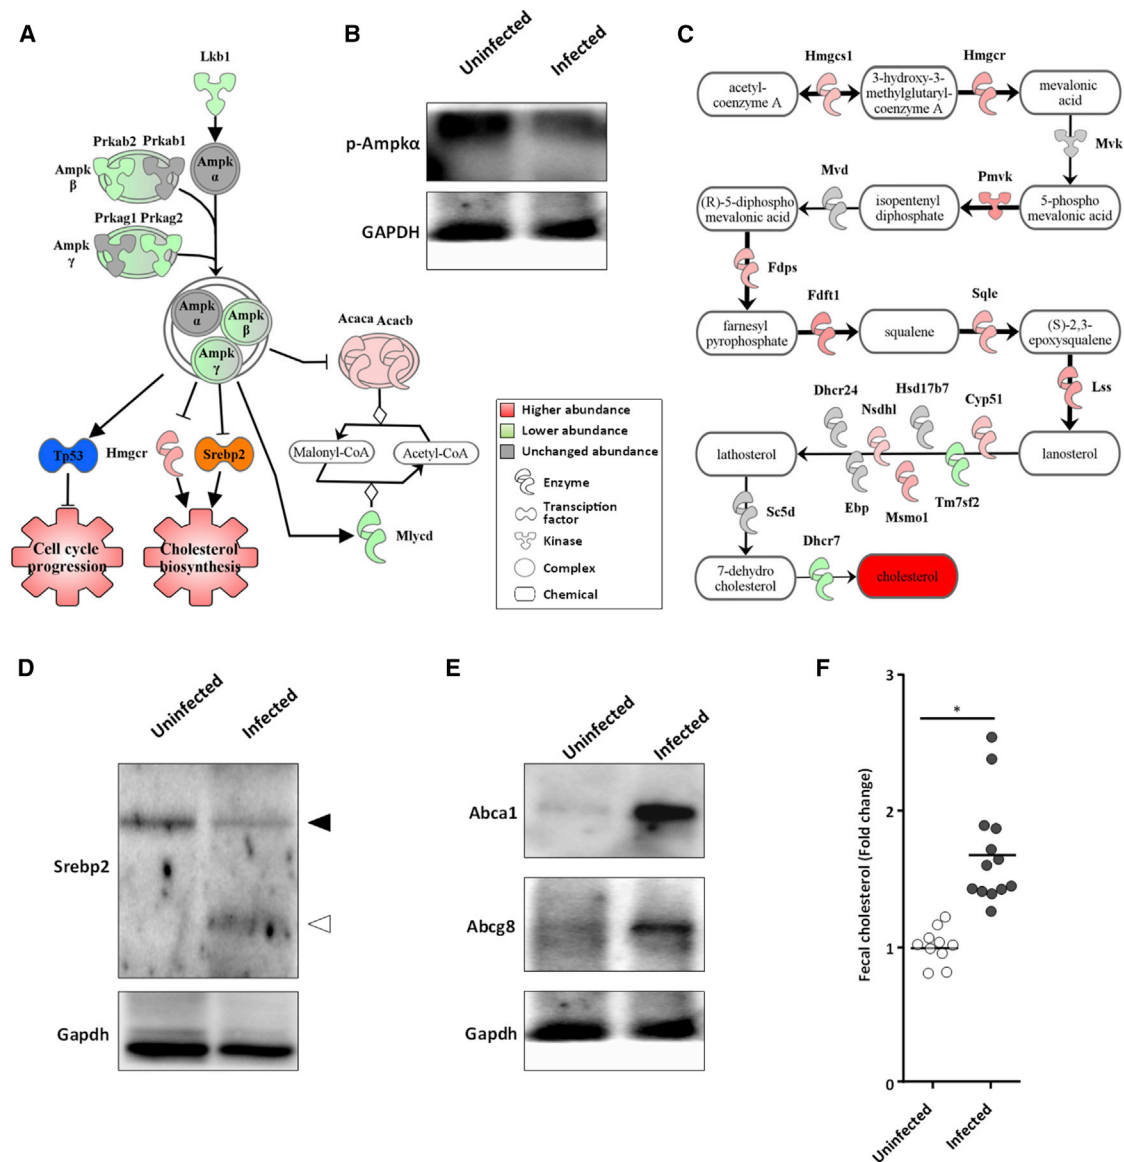 A
Lkb1
Prkab2 Prkab1
Ampk
β
Ampk
α
Prkag1 Prkag2
Ampk
γ
Ampk
α
Ampk
β
Ampk
γ
Acaca Acacb
Tp53
Hmgcr
Srebp2
Malonyl-CoA
Acetyl-CoA
Mlycd
Cell cycle
progression
Cholesterol
biosynthesis
B
Uninfected
Infected
p-Ampkα
GAPDH
Higher abundance
Lower abundance
Unchanged abundance
Enzyme
Transciption
factor
Kinase
Complex
Chemical
C
Hmgcs1
Hmgcr
acetyl-
coenzyme A
3-hydroxy-3-
methylglutaryl-
coenzyme A
mevalonic
acid
Mvk
Mvd
Pmvk
(R)-5-diphospho
mevalonic acid
isopentenyl
diphosphate
5-phospho
mevalonic acid
Fdps
Fdft1
Sqle
farnesyl
pyrophosphate
squalene
(S)-2,3-
epoxysqualene
Lss
Dhcr24
Hsd17b7
Nsdhl
Cyp51
lathosterol
lanosterol
Ebp
Msmo1
Tm7sf2
Sc5d
Dhcr7
7-dehydro
cholesterol
cholesterol
D
Uninfected
Infected
Srebp2
Gapdh
E
Uninfected
Infected
Abca1
Abcg8
Gapdh
F
Fecal cholesterol (Fold change)
3
2
1
0
*
Uninfected
Infected